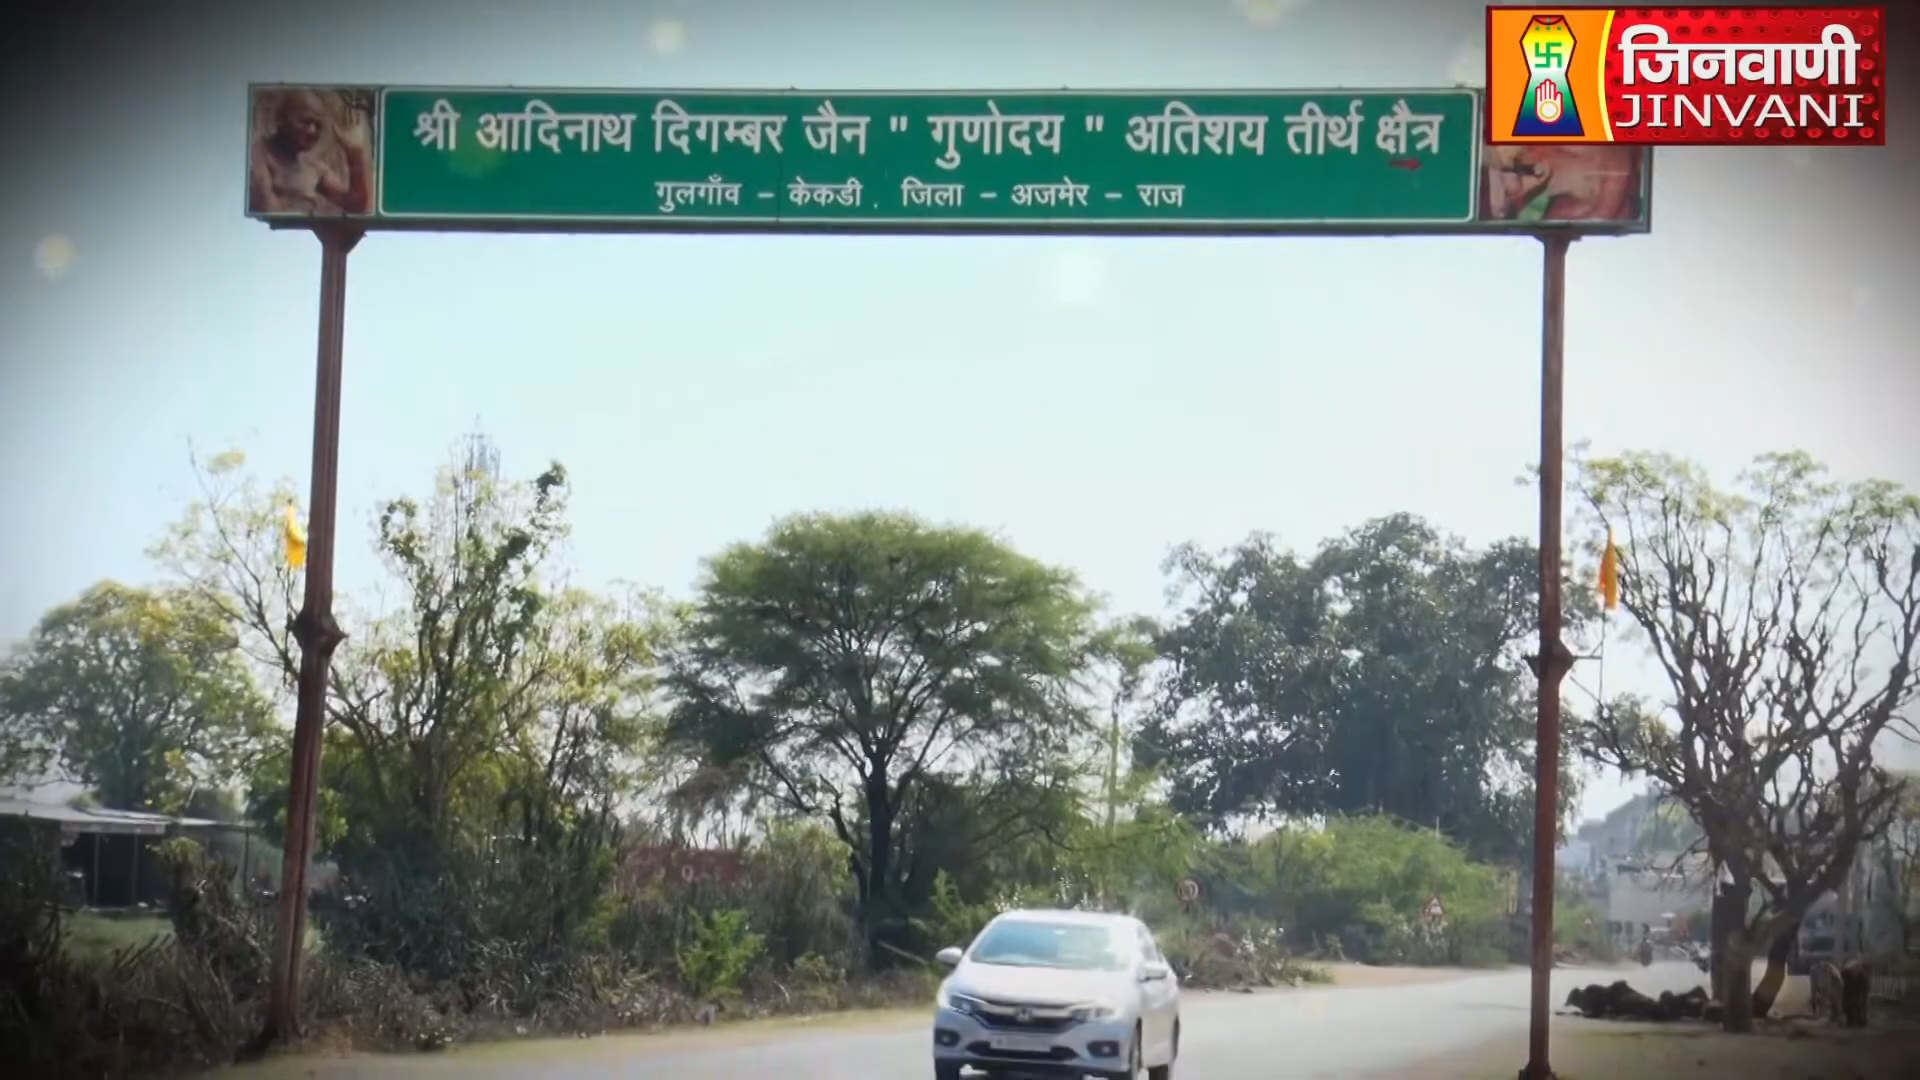 श्री आदिनाथ दिगम्बर जैन " गुणोदय " अतिशय तीर्थ क्षैत्र
गुलगाँव – केकडी . जिला – अजमेर – राज
जिनवाणी
JINVANI